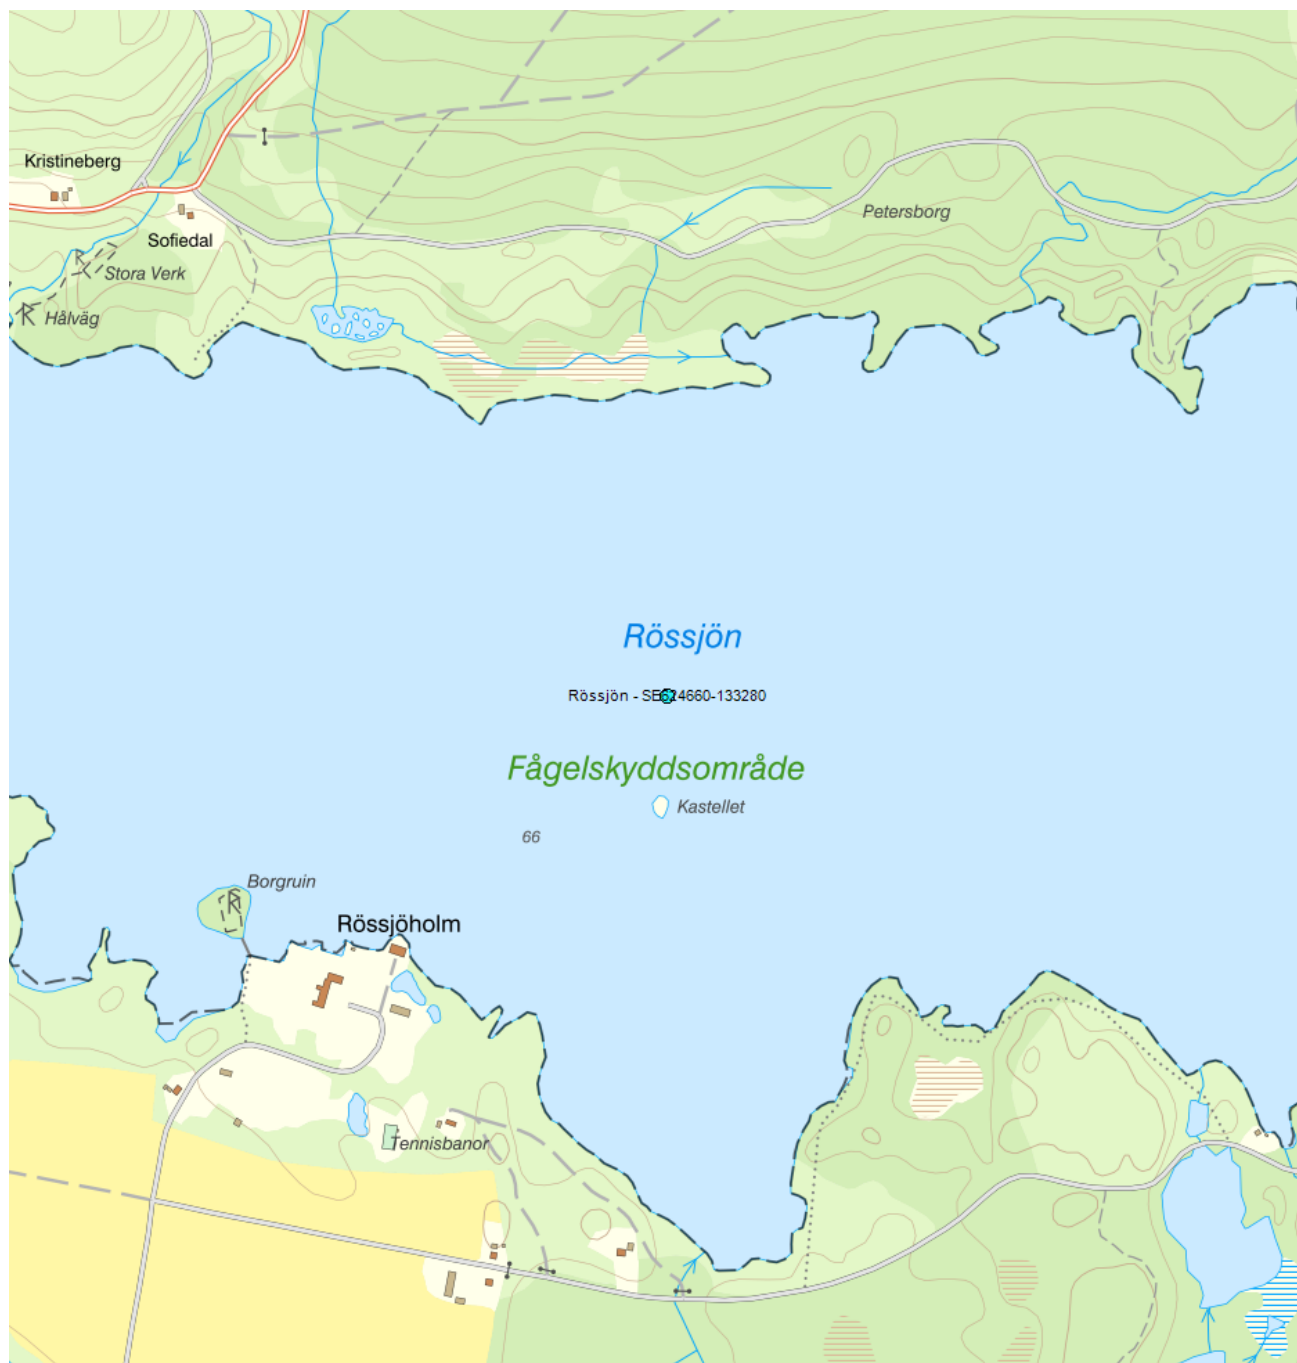 Kristineberg
Petersborg
Sofiedal
Stora Verk
Hålväg
Rössjön
Rössjön - SE624660-133280
Fågelskyddsområde
Kastellet
66
Borgruin
Rössjöholm
Tennisbanor